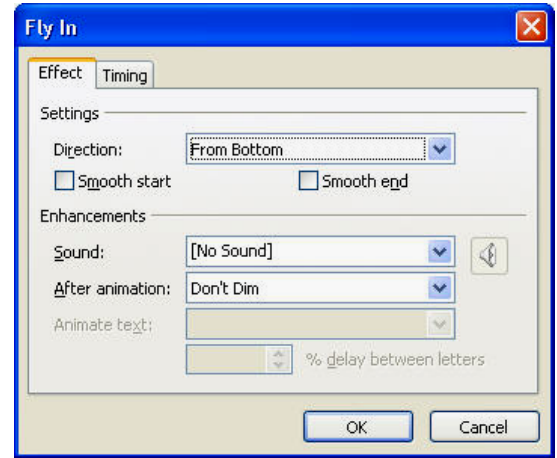 Fly In
Effect Timing
Settings
Direction: From Bottom
Smooth start Smooth end
Enhancements
Sound: [No Sound]
After animation: Don't Dim
Animate text:
% delay between letters
OK Cancel